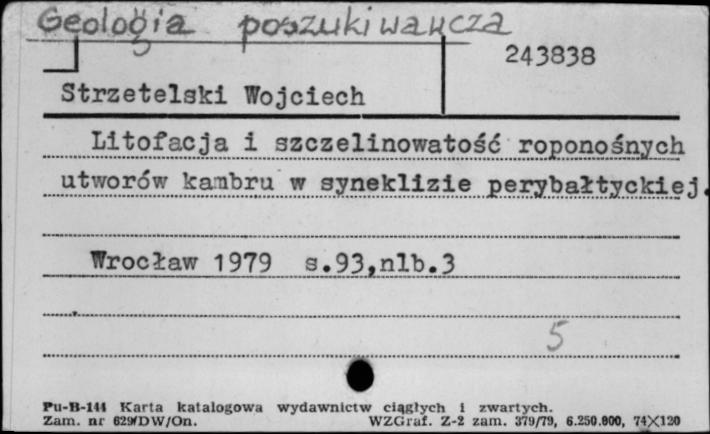 Geologia poszukiwawcza
243838
Strzetelski Wojciech
Litofacja i szczelinowatość roponośnych
utworów kambru w syneklizie perybałtyckiej.
Wrocław 1979 s.93,nlb.3
5
Pu-B-144 Karta katalogowa wydawnictw ciągłych i zwartych.
Zam. nr 629/DW/On. WZGraf. Z-2 zam. 379/79, 6.250.000, 74X120